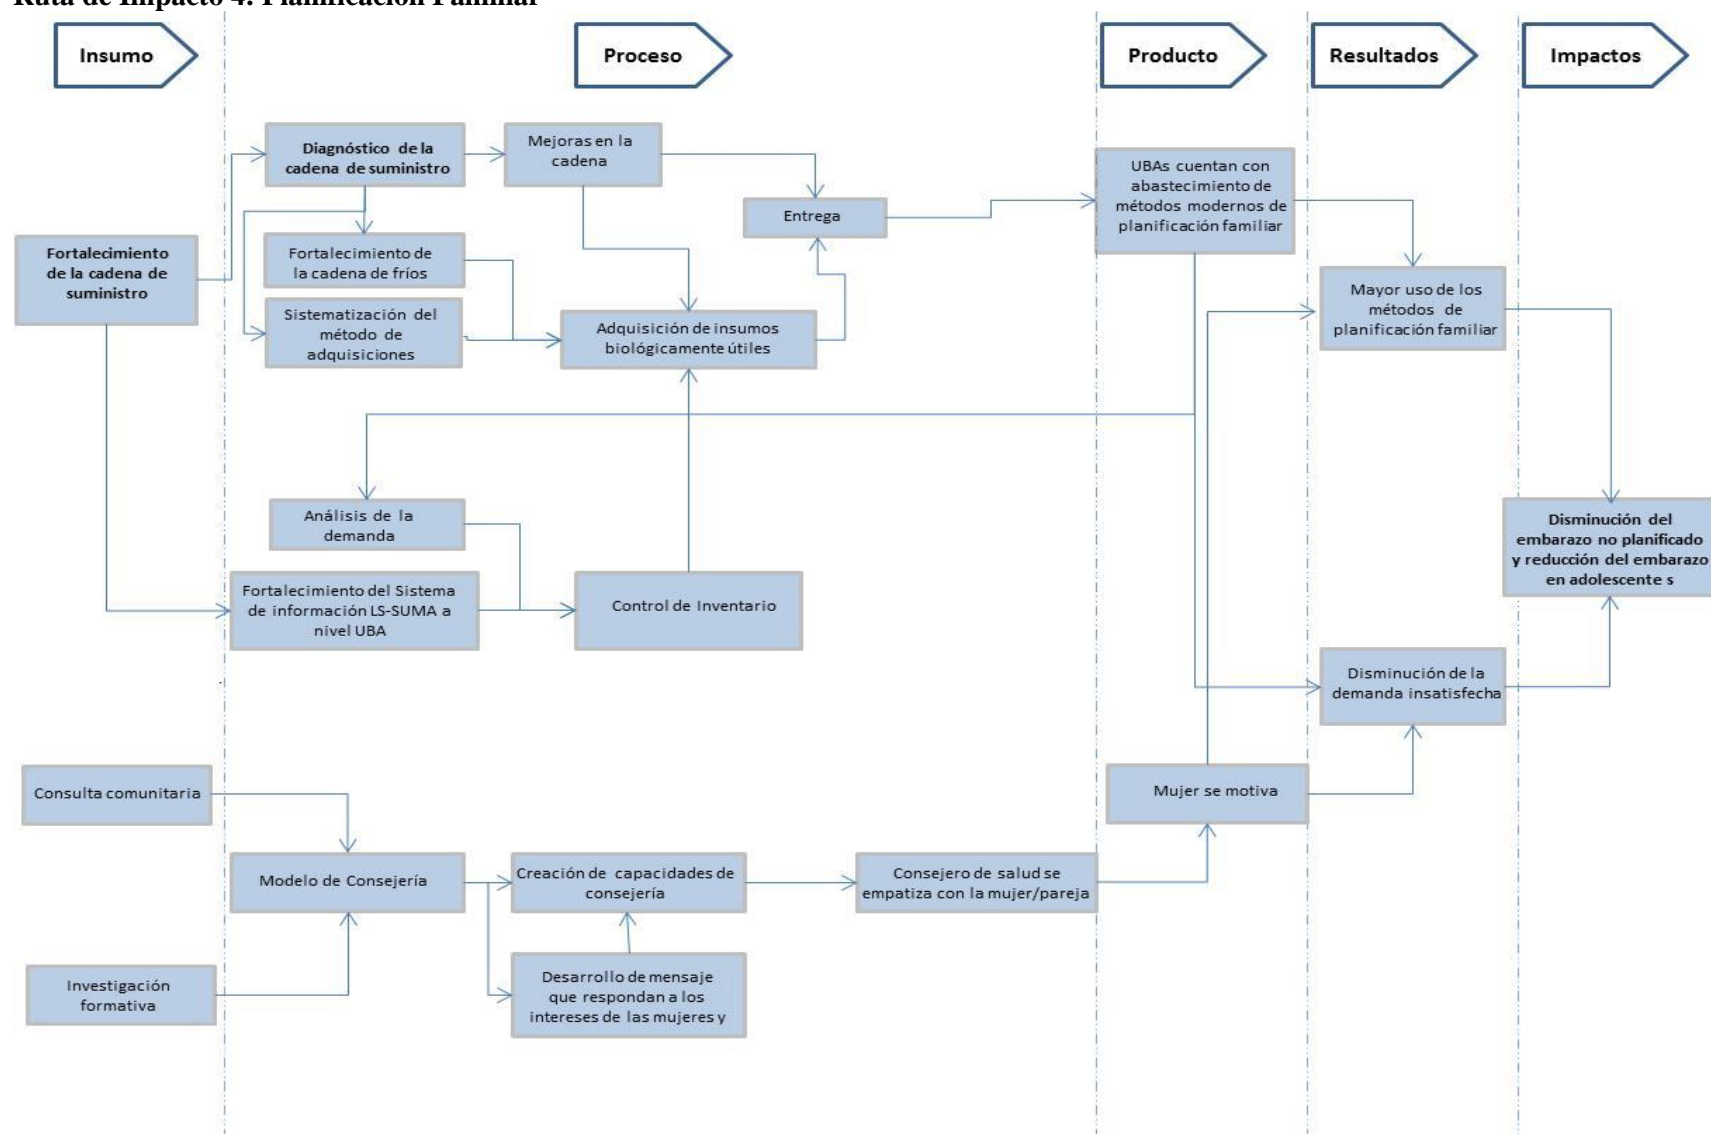 Ruta de Impacto 4: Planificación Familiar
Insumo
Proceso
Producto
Resultados
Impactos
Diagnóstico de la
cadena de suministro
Mejoras en la
cadena
Entrega
UBAs cuentan con
abastecimiento de
métodos modernos de
planificación familiar
Fortalecimiento
de la cadena de
suministro
Fortalecimiento de
la cadena de fríos
Sistematización del
método de
adquisiciones
Adquisición de insumos
biológicamente útiles
Mayor uso de los
métodos de
planificación familiar
Análisis de la
demanda
Fortalecimiento del Sistema
de información LS-SUMA a
nivel UBA
Control de Inventario
Disminución del
embarazo no planificado
y reducción del embarazo
en adolescente s
Disminución de la
demanda insatisfecha
Consulta comunitaria
Mujer se motiva
Modelo de Consejería
Creación de capacidades de
consejería
Consejero de salud se
empatiza con la mujer/pareja
Investigación
formativa
Desarrollo de mensaje
que respondan a los
intereses de las mujeres y